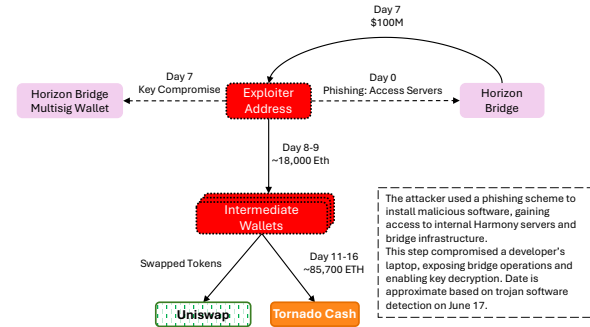 Day 7
$100M
Day 7
Key Compromise
Day 0
Phishing: Access Servers
Horizon Bridge
Multisig Wallet
Exploiter
Address
Horizon
Bridge
Day 8-9
~18,000 Eth
Intermediate
Wallets
Swapped Tokens
Day 11-16
~85,700 ETH
Uniswap
Tornado Cash
The attacker used a phishing scheme to
install malicious software, gaining
access to internal Harmony servers and
bridge infrastructure.
This step compromised a developer's
laptop, exposing bridge operations and
enabling key decryption. Date is
approximate based on trojan software
detection on June 17.